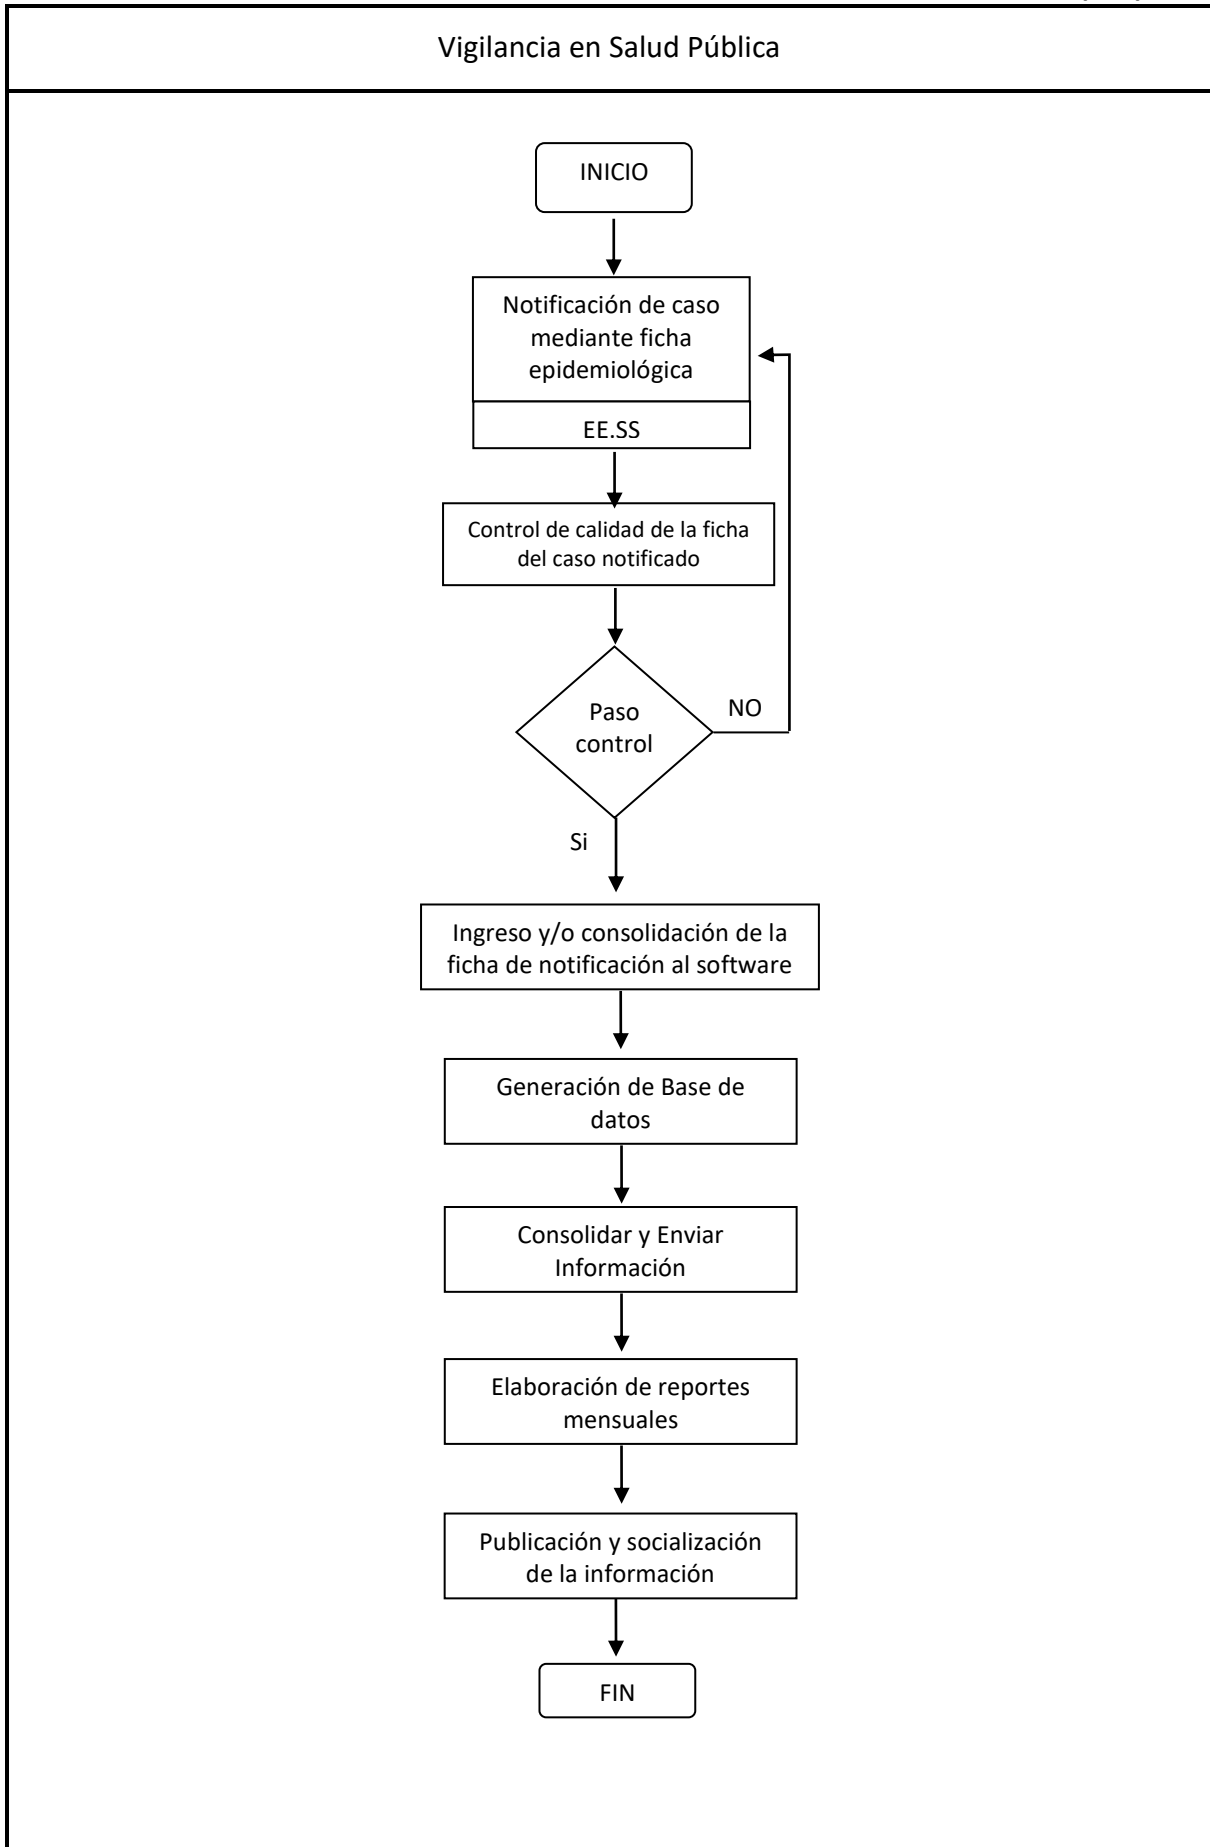 Vigilancia en Salud Pública
INICIO
Notificación de caso
mediante ficha
epidemiológica
EE.SS
Control de calidad de la ficha
del caso notificado
Paso
control
NO
Si
Ingreso y/o consolidación de la
ficha de notificación al software
Generación de Base de
datos
Consolidar y Enviar
Información
Elaboración de reportes
mensuales
Publicación y socialización
de la información
FIN